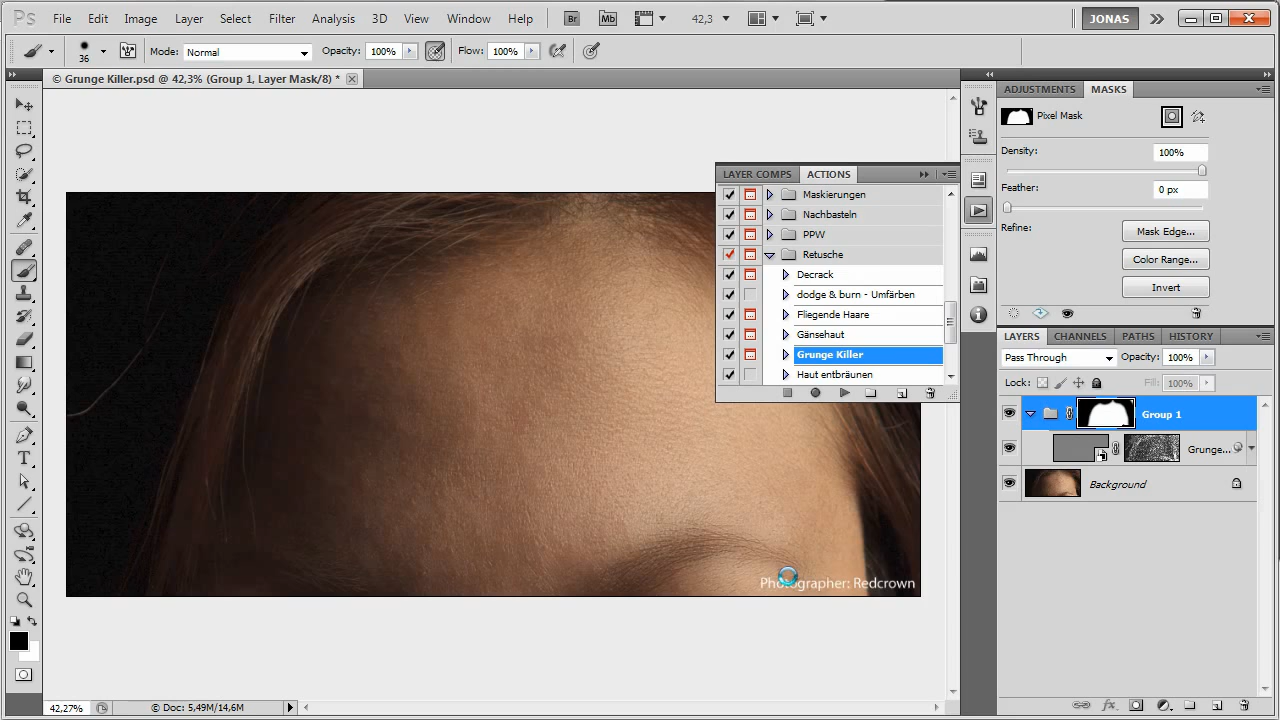 Ps File Edit Image Layer Select Filter Analysis 3D View Window Help Br Mb 42,3 JONAS
36 Mode: Normal Opacity: 100% Flow: 100%
© Grunge Killer.psd @ 42,3% (Group 1, Layer Mask/8) *
ADJUSTMENTS MASKS
Pixel Mask
Density: 100%
Feather: 0 px
Refine: Mask Edge...
Color Range...
Invert
LAYER COMPS ACTIONS
Maskierungen
Nachbasteln
PPW
Retusche
Decrack
dodge & burn - Umfärben
Fliegende Haare
Gänsehaut
Grunge Killer
Haut entbräunen
LAYERS CHANNELS PATHS HISTORY
Pass Through Opacity: 100%
Lock: Fill: 100%
Group 1
Grunge...
Background
Photographer: Redcrown
42,27% © Doc: 5,49M/14,6M